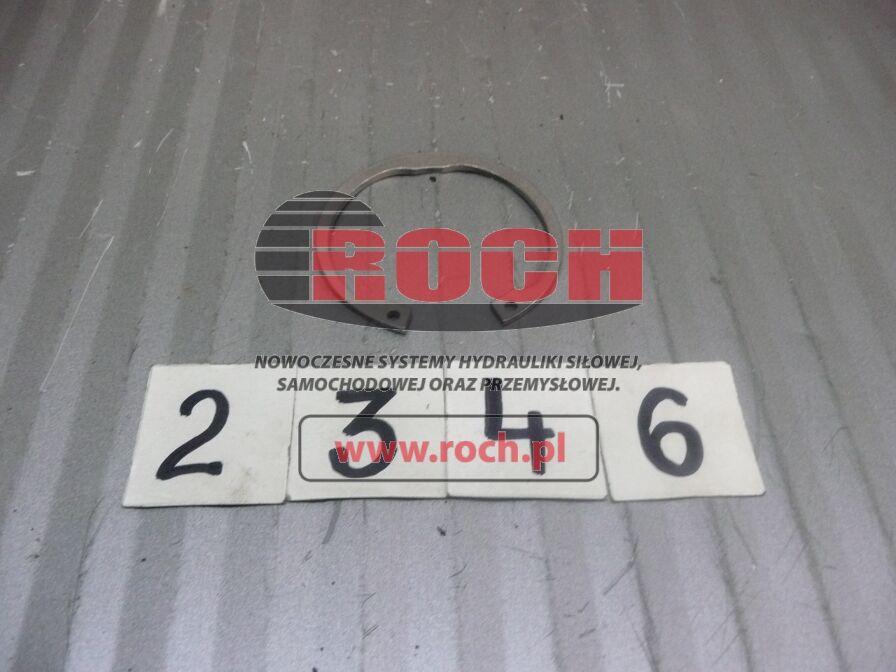 ROCH
NOWOCZESNE SYSTEMY HYDRAULIKI SIŁOWEJ,
SAMOCHODOWEJ ORAZ PRZEMYSŁOWEJ.
2 3 4 6
www.roch.pl